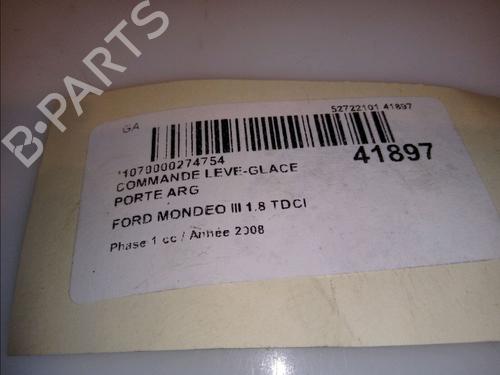 B-PARTS
GA
52722101 41897
*1070000274754
41897
COMMANDE LEVE-GLACE
PORTE ARG
FORD MONDEO III 1.8 TDCI
Phase 1 cc / Année 2008